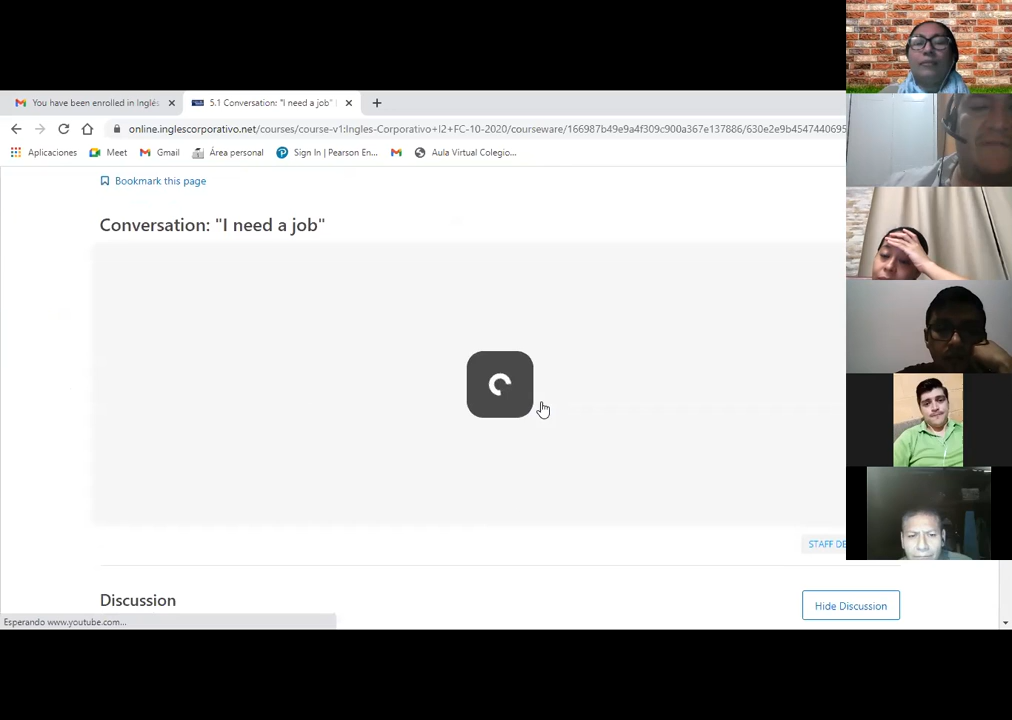 You have been enrolled in Inglés
5.1 Conversation: "I need a job"
online.inglescorporativo.net/courses/course-v1:Ingles-Corporativo+I2+FC-10-2020/courseware/166987b49e9a4f309c900a367e137886/630e2e9b4547440695
Aplicaciones Meet Gmail Área personal Sign In | Pearson En... Aula Virtual Colegio...
Bookmark this page
Conversation: "I need a job"
STAFF DE
Discussion
Hide Discussion
Esperando www.youtube.com...